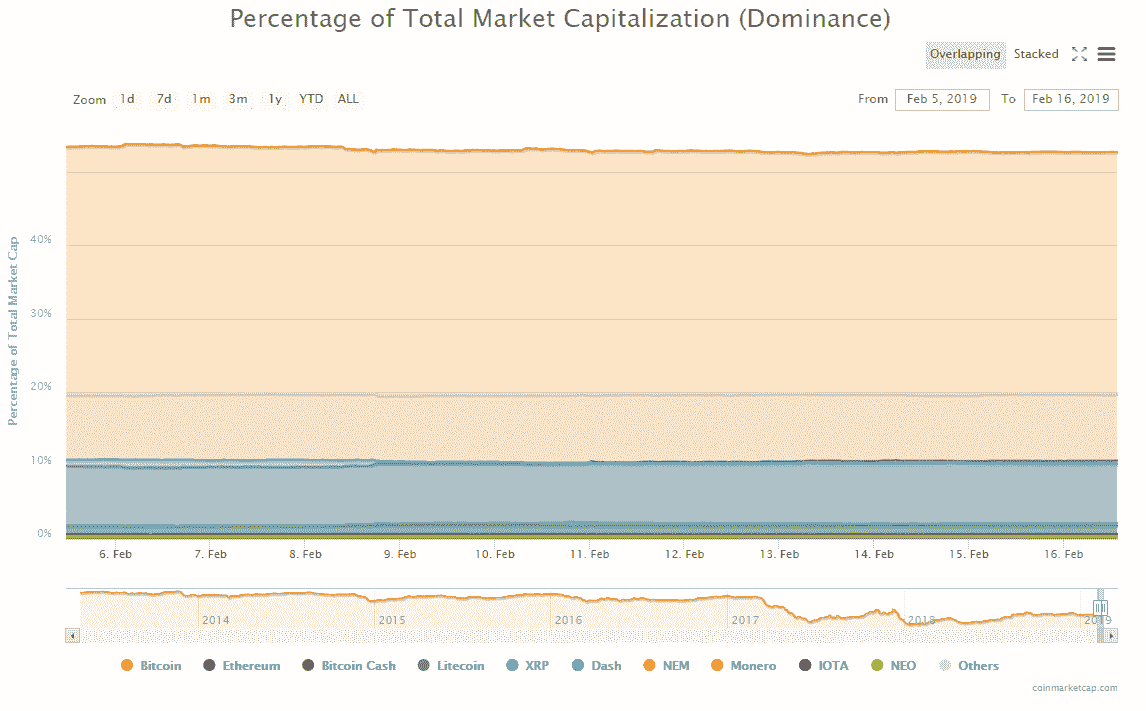 Percentage of Total Market Capitalization (Dominance)
Overlapping Stacked
Zoom 1d 7d 1m 3m 1y YTD ALL
From Feb 5, 2019 To Feb 16, 2019
Percentage of Total Market Cap
40%
30%
20%
10%
0%
6. Feb 7. Feb 8. Feb 9. Feb 10. Feb 11. Feb 12. Feb 13. Feb 14. Feb 15. Feb 16. Feb
2014 2015 2016 2017 2018 2019
Bitcoin Ethereum Bitcoin Cash Litecoin XRP Dash NEM Monero IOTA NEO Others
coinmarketcap.com